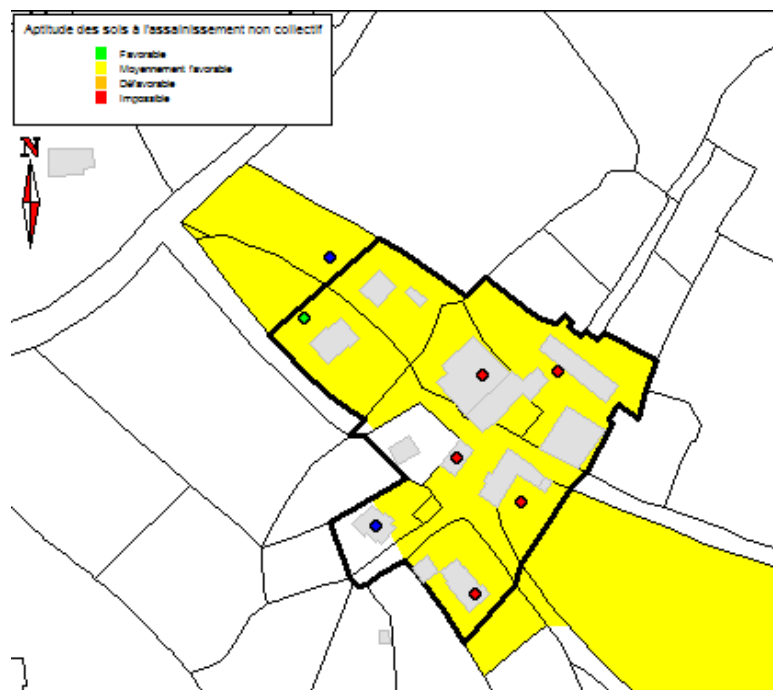 Aptitude des sols à l'assainissement non collectif
Favorable
Moyennement favorable
Défavorable
Impossible
N